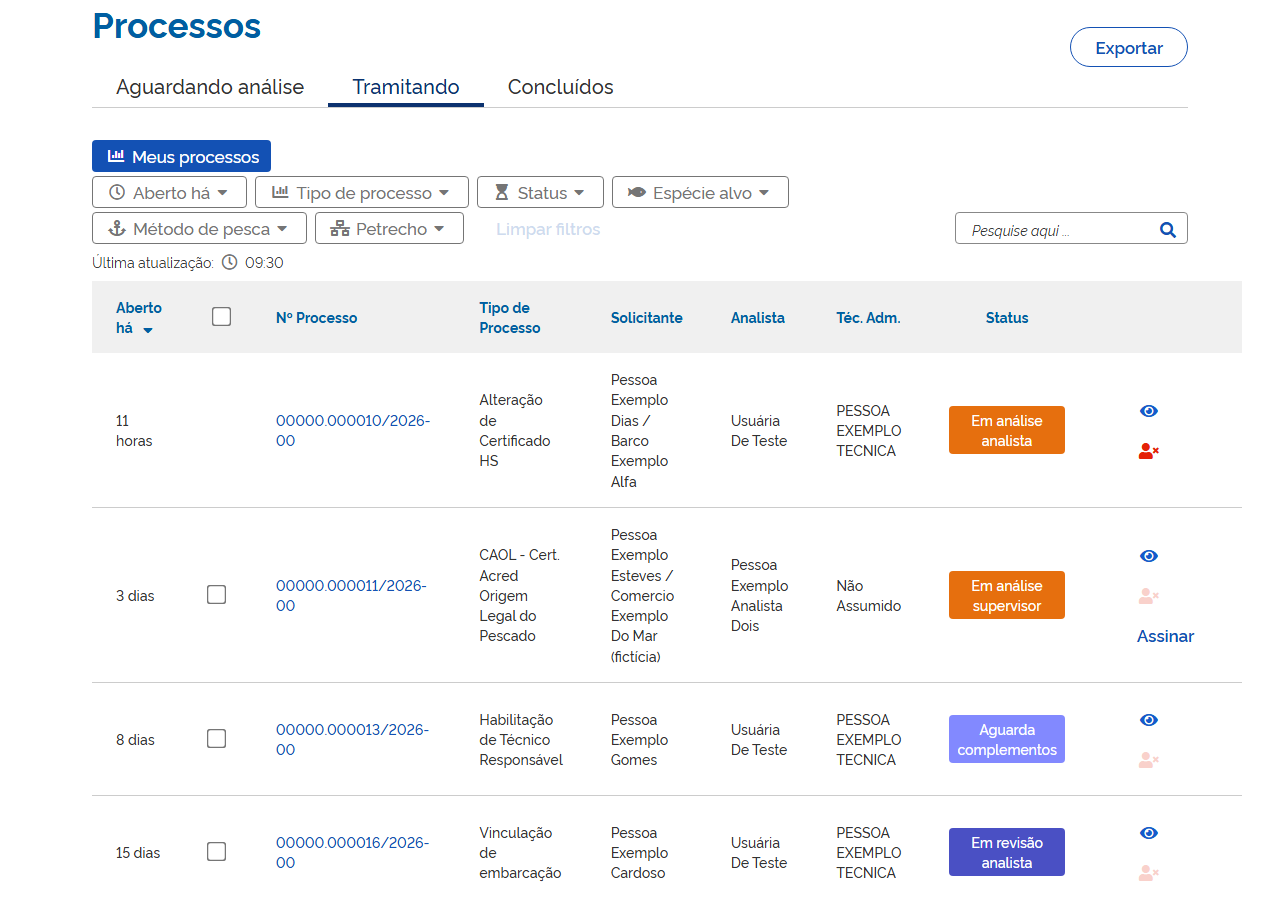 Processos
Exportar
Aguardando análise Tramitando Concluídos
Meus processos
Aberto há Tipo de processo Status Espécie alvo
Método de pesca Petrecho Limpar filtros Pesquise aqui ...
Última atualização: 09:30
Aberto há
Nº Processo
Tipo de
Processo
Solicitante
Analista
Téc. Adm.
Status
11
horas
00000.000010/2026-
00
Alteração
de
Certificado
HS
Pessoa
Exemplo
Dias /
Barco
Exemplo
Alfa
Usuária
De Teste
PESSOA
EXEMPLO
TECNICA
Em análise
analista
3 dias
00000.000011/2026-
00
CAOL - Cert.
Acred
Origem
Legal do
Pescado
Pessoa
Exemplo
Esteves /
Comercio
Exemplo
Do Mar
(fictícia)
Pessoa
Exemplo
Analista
Dois
Não
Assumido
Em análise
supervisor
Assinar
8 dias
00000.000013/2026-
00
Habilitação
de Técnico
Responsável
Pessoa
Exemplo
Gomes
Usuária
De Teste
PESSOA
EXEMPLO
TECNICA
Aguarda
complementos
15 dias
00000.000016/2026-
00
Vinculação
de
embarcação
Pessoa
Exemplo
Cardoso
Usuária
De Teste
PESSOA
EXEMPLO
TECNICA
Em revisão
analista